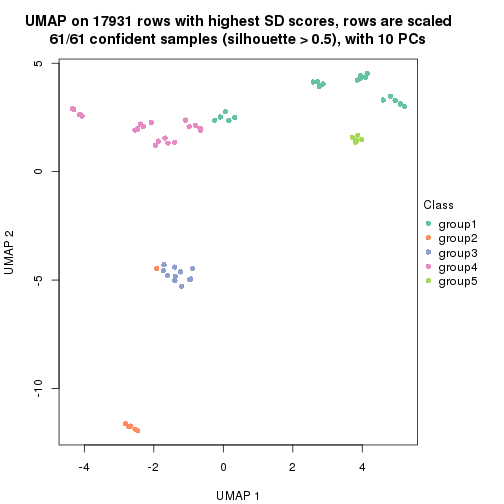 UMAP on 17931 rows with highest SD scores, rows are scaled
61/61 confident samples (silhouette > 0.5), with 10 PCs
5
0
-5
-10
UMAP 2
-4
-2
0
2
4
UMAP 1
Class
group1
group2
group3
group4
group5